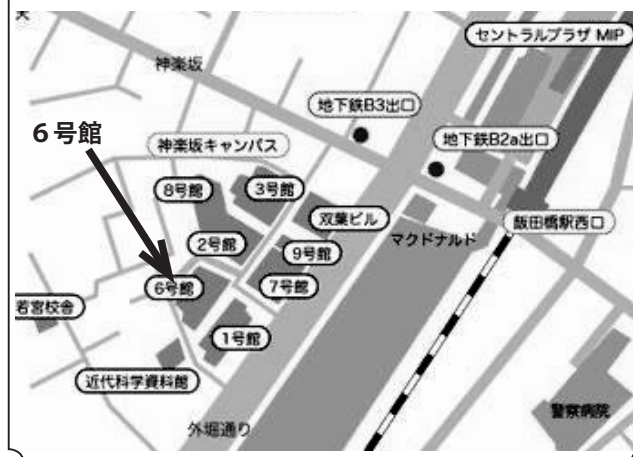 セントラルプラザ MIP
神楽坂
地下鉄B3出口
6号館
神楽坂キャンパス
地下鉄B2a出口
8号館
3号館
双葉ビル
飯田橋駅西口
マクドナルド
2号館
9号館
6号館
7号館
若宮校舎
1号館
近代科学資料館
外堀通り
警察病院